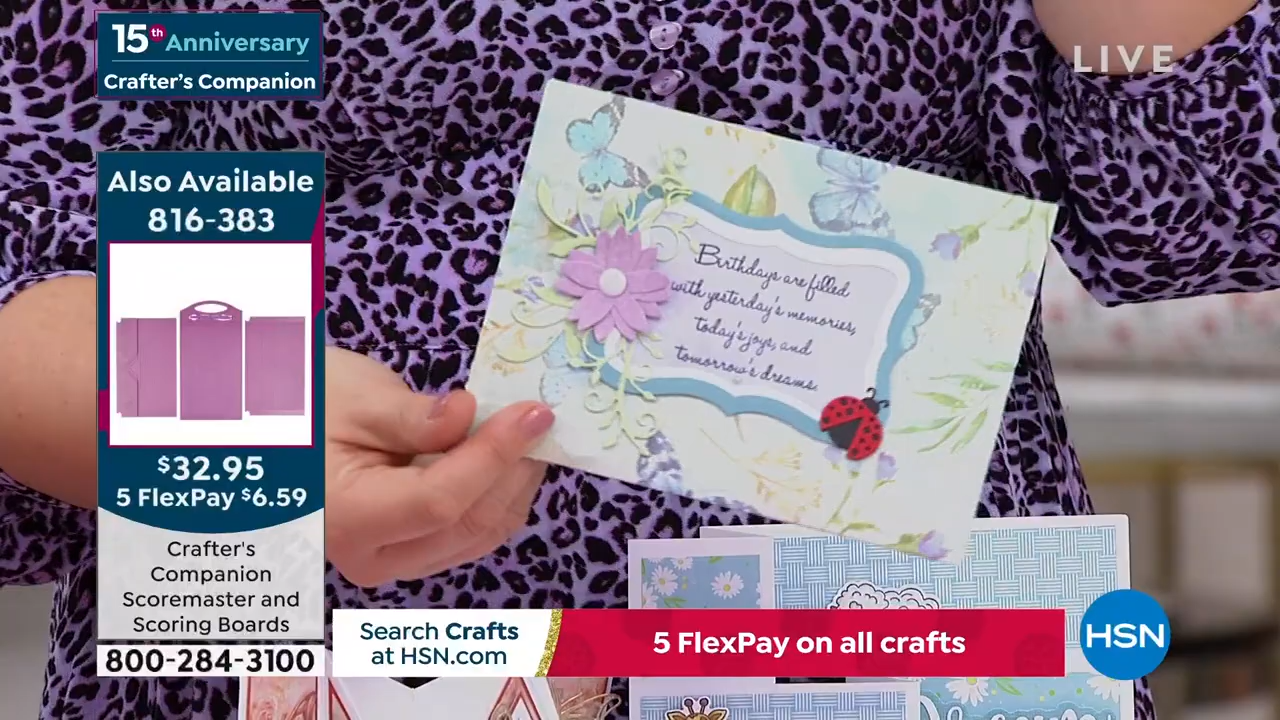 15th Anniversary
Crafter's Companion
LIVE
Also Available
816-383
$32.95
5 FlexPay $6.59
Crafter's
Companion
Scoremaster and
Scoring Boards
800-284-3100
Birthdays are filled
with yesterday's memories,
today's joys, and
tomorrow's dreams.
Search Crafts
at HSN.com
5 FlexPay on all crafts
HSN